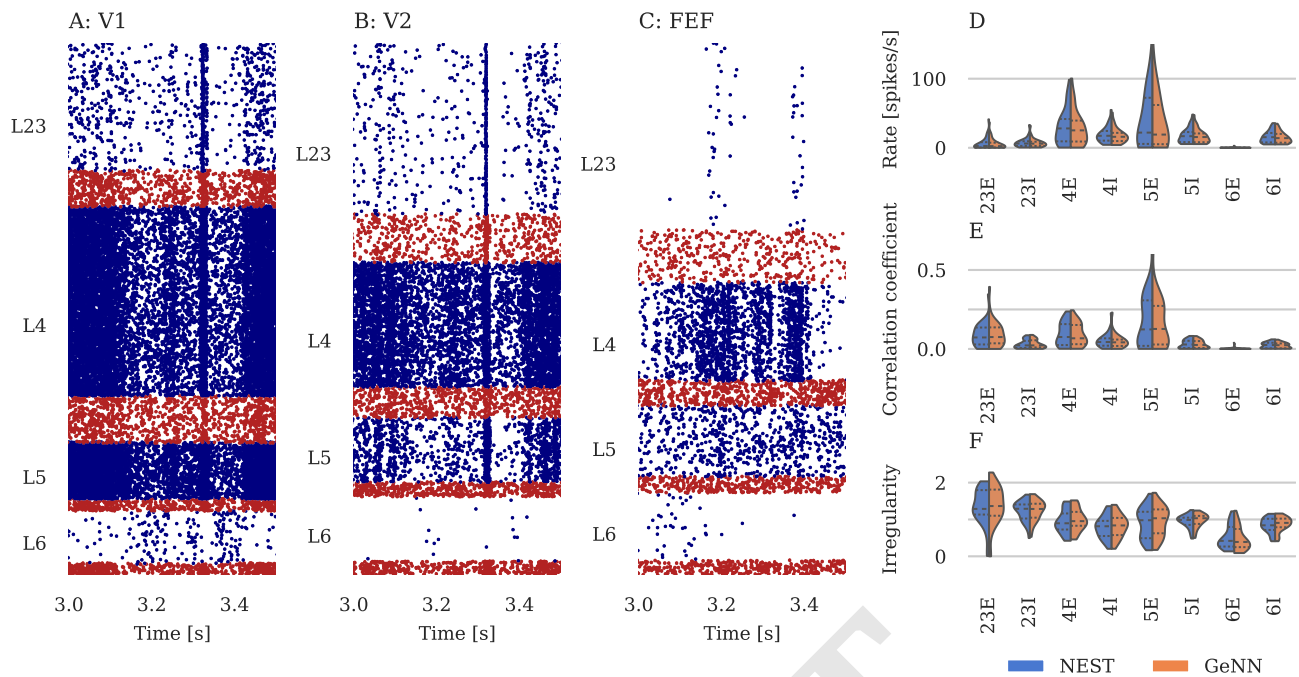 A: V1
L23
L4
L5
L6
3.0 3.2 3.4
Time [s]
B: V2
L23
L4
L5
L6
3.0 3.2 3.4
Time [s]
C: FEF
L23
L4
L5
L6
3.0 3.2 3.4
Time [s]
D
Rate [spikes/s]
100
0
23E 23I 4E 4I 5E 5I 6E 6I
E
Correlation coefficient
0.5
0.0
23E 23I 4E 4I 5E 5I 6E 6I
F
Irregularity
2
0
23E 23I 4E 4I 5E 5I 6E 6I
NEST GeNN